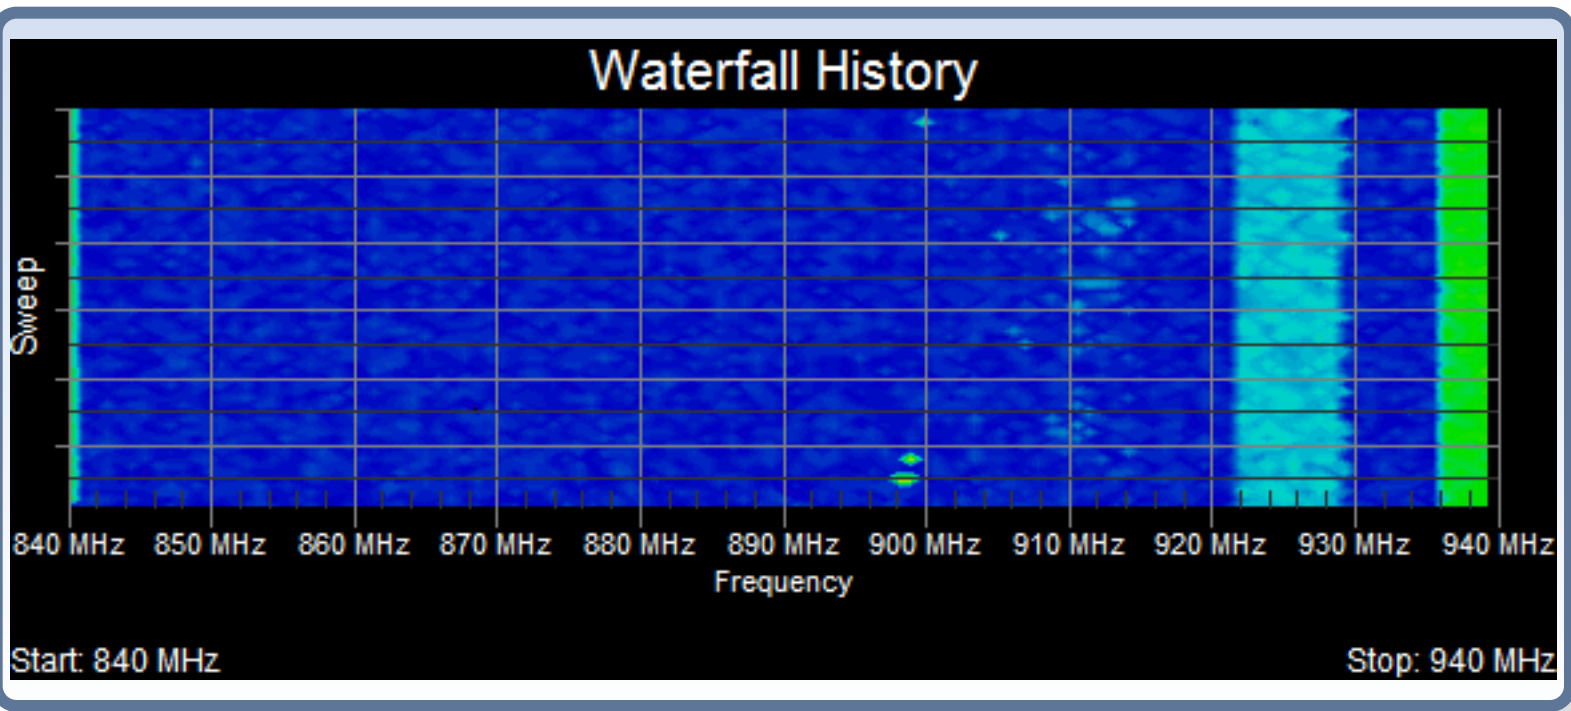 Waterfall History
Sweep
840 MHz 850 MHz 860 MHz 870 MHz 880 MHz 890 MHz 900 MHz 910 MHz 920 MHz 930 MHz 940 MHz
Frequency
Start: 840 MHz Stop: 940 MHz